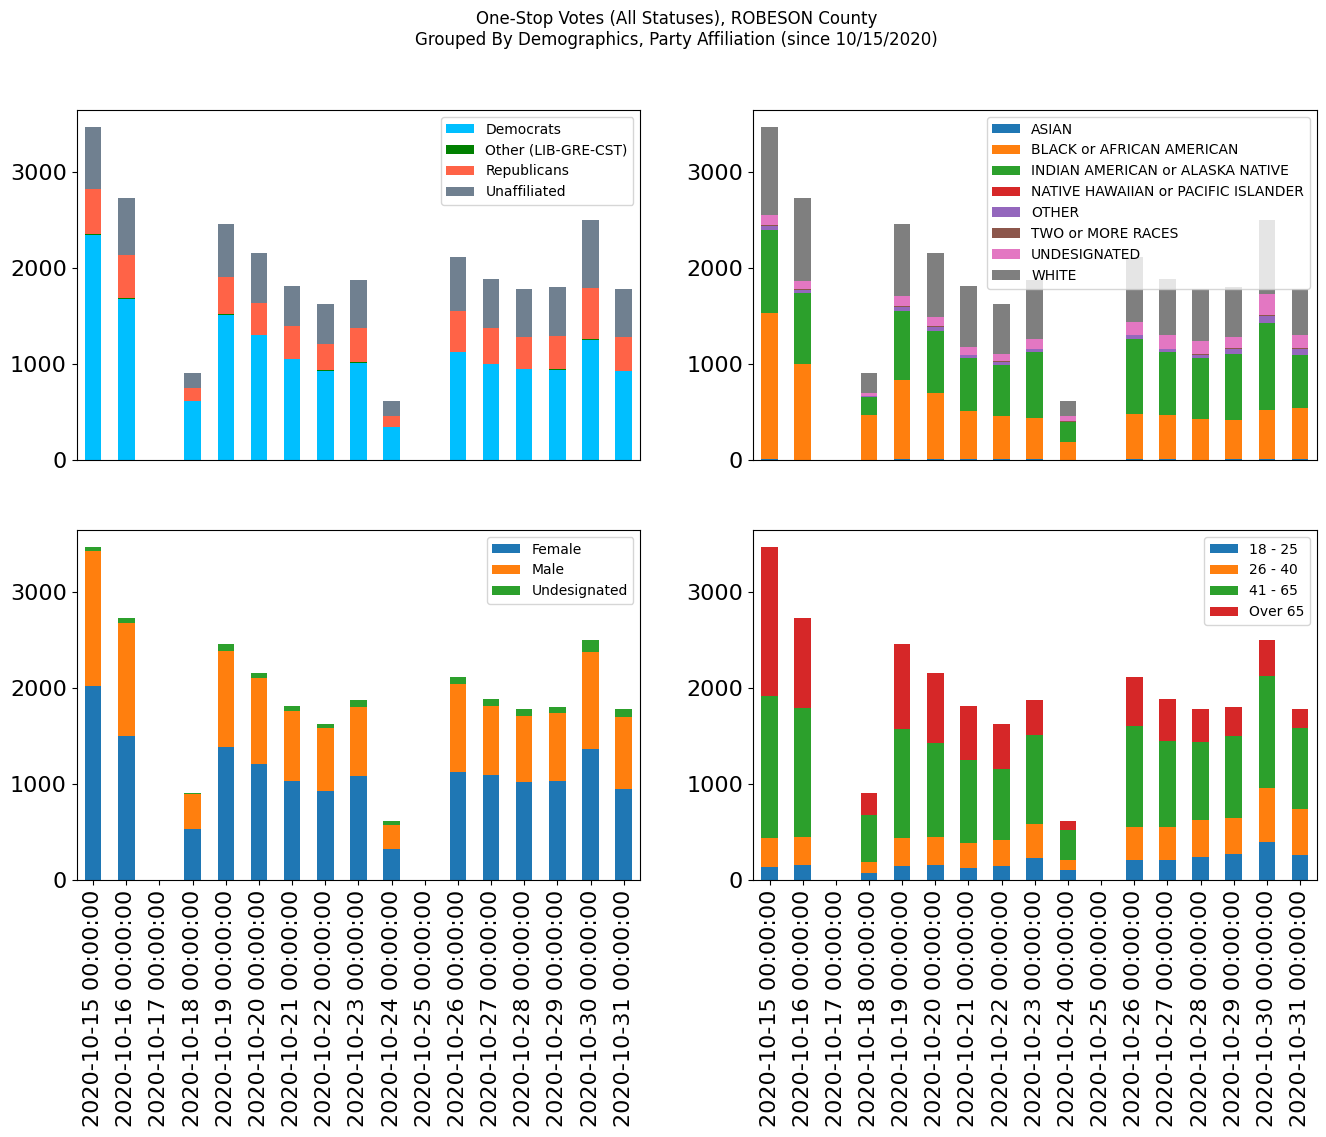 One-Stop Votes (All Statuses), ROBESON County
Grouped By Demographics, Party Affiliation (since 10/15/2020)
3000
2000
1000
0
Democrats
Other (LIB-GRE-CST)
Republicans
Unaffiliated
3000
2000
1000
0
ASIAN
BLACK or AFRICAN AMERICAN
INDIAN AMERICAN or ALASKA NATIVE
NATIVE HAWAIIAN or PACIFIC ISLANDER
OTHER
TWO or MORE RACES
UNDESIGNATED
WHITE
3000
2000
1000
0
Female
Male
Undesignated
2020-10-15 00:00:00
2020-10-16 00:00:00
2020-10-17 00:00:00
2020-10-18 00:00:00
2020-10-19 00:00:00
2020-10-20 00:00:00
2020-10-21 00:00:00
2020-10-22 00:00:00
2020-10-23 00:00:00
2020-10-24 00:00:00
2020-10-25 00:00:00
2020-10-26 00:00:00
2020-10-27 00:00:00
2020-10-28 00:00:00
2020-10-29 00:00:00
2020-10-30 00:00:00
2020-10-31 00:00:00
3000
2000
1000
0
18 - 25
26 - 40
41 - 65
Over 65
2020-10-15 00:00:00
2020-10-16 00:00:00
2020-10-17 00:00:00
2020-10-18 00:00:00
2020-10-19 00:00:00
2020-10-20 00:00:00
2020-10-21 00:00:00
2020-10-22 00:00:00
2020-10-23 00:00:00
2020-10-24 00:00:00
2020-10-25 00:00:00
2020-10-26 00:00:00
2020-10-27 00:00:00
2020-10-28 00:00:00
2020-10-29 00:00:00
2020-10-30 00:00:00
2020-10-31 00:00:00